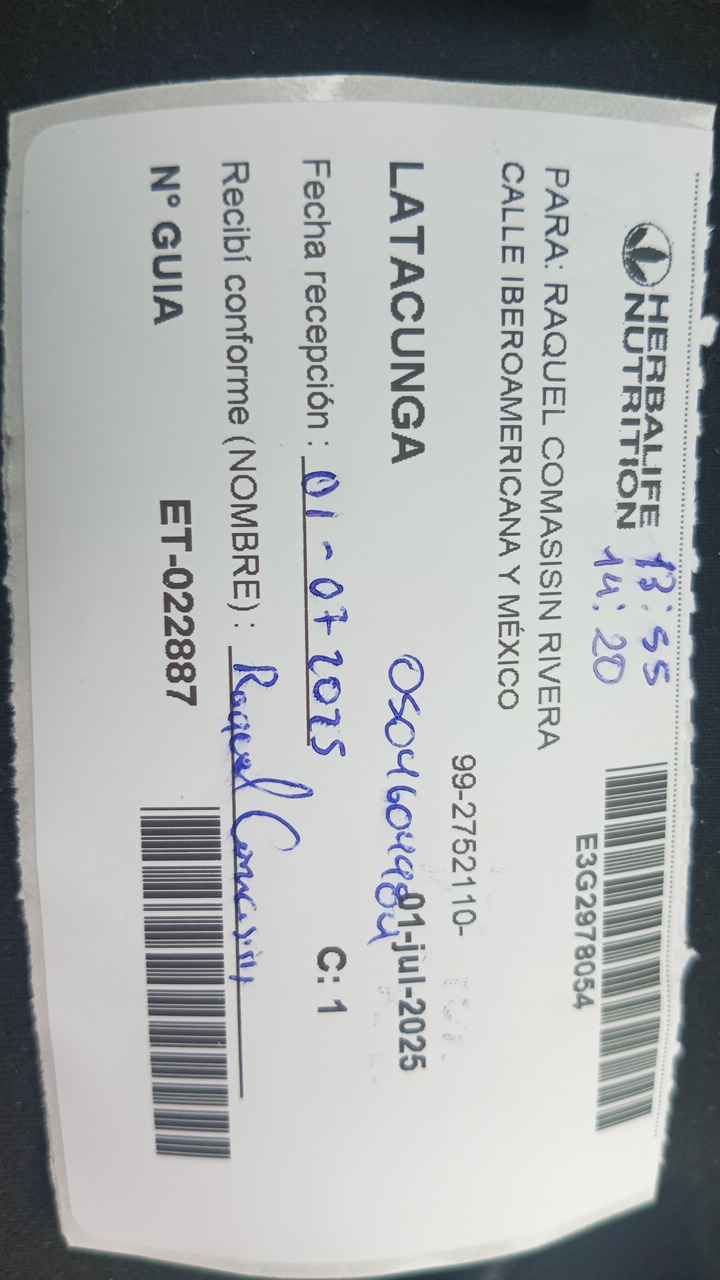 HERBALIFE
NUTRITION
13:55
14:20
E3G2978054
PARA: RAQUEL COMASISIN RIVERA
CALLE IBEROAMERICANA Y MÉXICO
99-2752110-
LATACUNGA
0504604984
01-jul-2025
Fecha recepción : 01-07-2025
C: 1
Recibí conforme (NOMBRE) : Raquel Comasisin
N° GUIA ET-022887